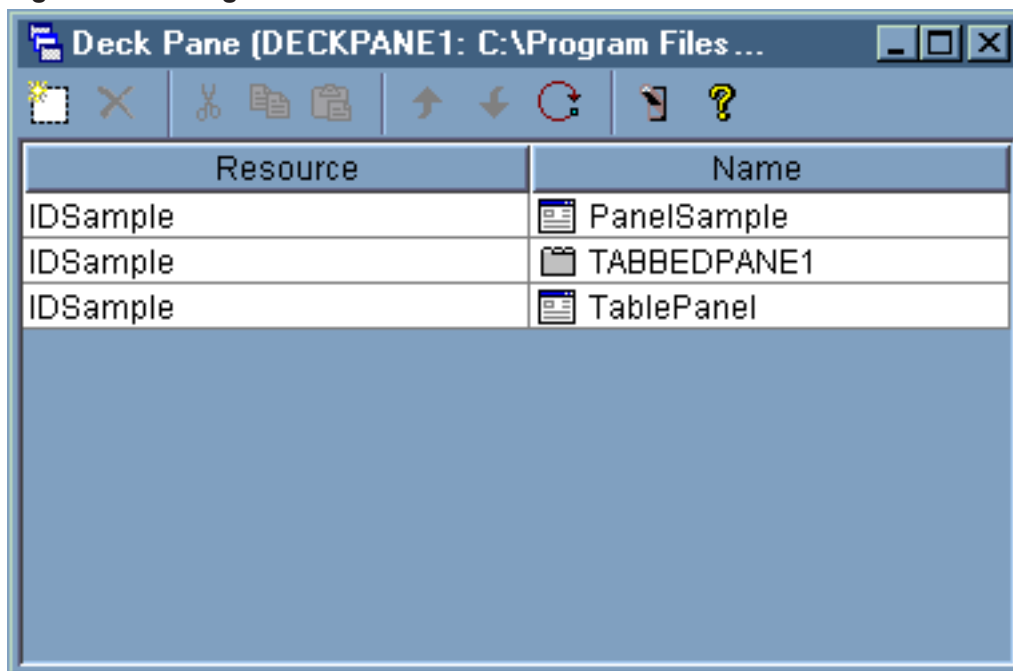 Deck Pane (DECKPANE1: C:\Program Files ...
Resource Name
IDSample PanelSample
IDSample TABBEDPANE1
IDSample TablePanel